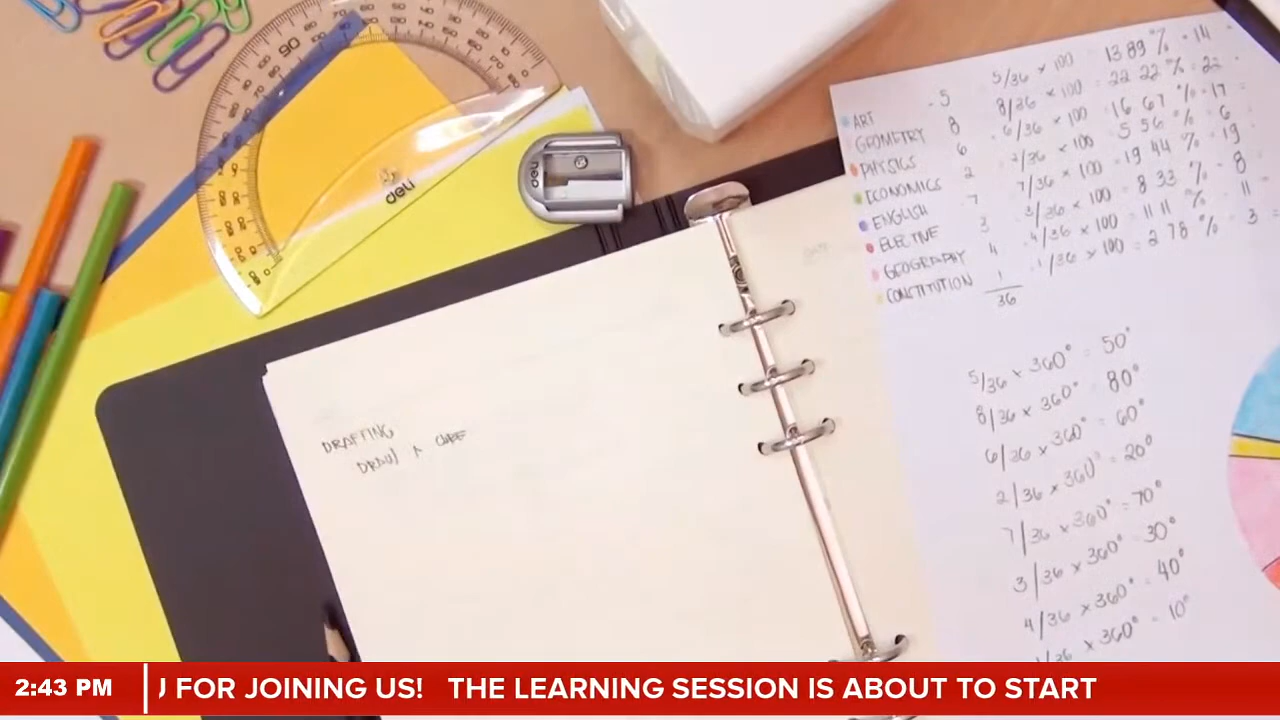 deli
deli
ART 5 5/36 x 100 13 89 % - 14
GEOMETRY 8 8/36 x 100 = 22 22 % = 22
PHYSICS 6 6/36 x 100 16 67 % - 17
ECONOMICS 2 2/36 x 100 5 56 % 6
ENGLISH 7 7/36 x 100 19 44 % 19
ELECTIVE 3 3/36 x 100 = 8 33 % - 8
GEOGRAPHY 4 4/36 x 100 11 11 % - 11
CONSTITUTION 1 1/36 x 100 = 2 78 % 3
36
5/36 x 360° = 50°
8/36 x 360° 80°
6/36 x 360° = 60°
2/36 x 360° = 20°
7/36 x 360° = 70°
3/36 x 360° 30°
4/36 x 360° = 40°
1/36 x 360° = 10°
DRAFTING
DRAW A CUBE
2:43 PM
FOR JOINING US! THE LEARNING SESSION IS ABOUT TO START